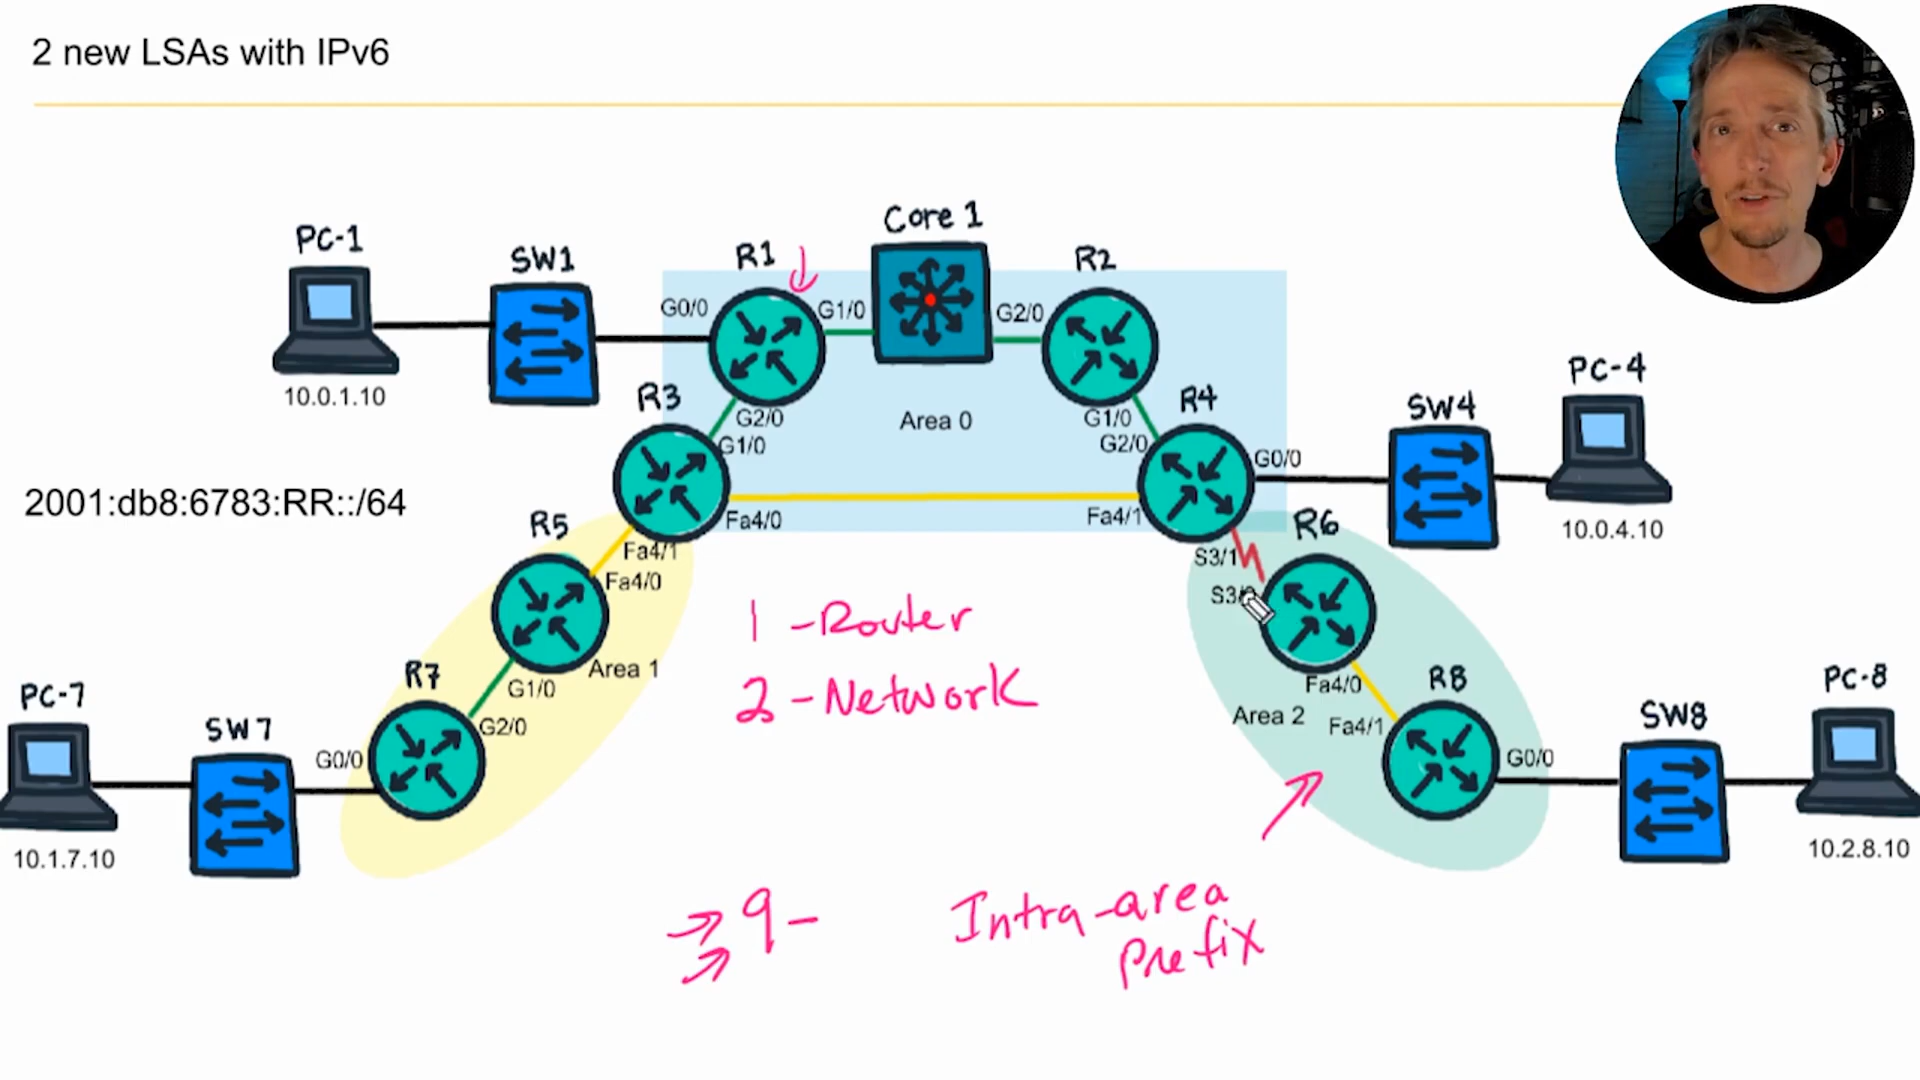 2 new LSAs with IPv6
Core 1
PC-1
SW1
R1
R2
G0/0
G1/0
G2/0
PC-4
10.0.1.10
R3
G2/0
G1/0
Area 0
G1/0
G2/0
R4
SW4
G0/0
2001:db8:6783:RR::/64
R5
Fa4/0
Fa4/1
R6
10.0.4.10
Fa4/1
Fa4/0
S3/1
1 - Router
2 - Network
R7
G1/0
Area 1
G2/0
Fa4/0
Area 2
Fa4/1
R8
PC-7
SW7
G0/0
G0/0
SW8
PC-8
10.1.7.10
10.2.8.10
9 -
Intra-area
Prefix